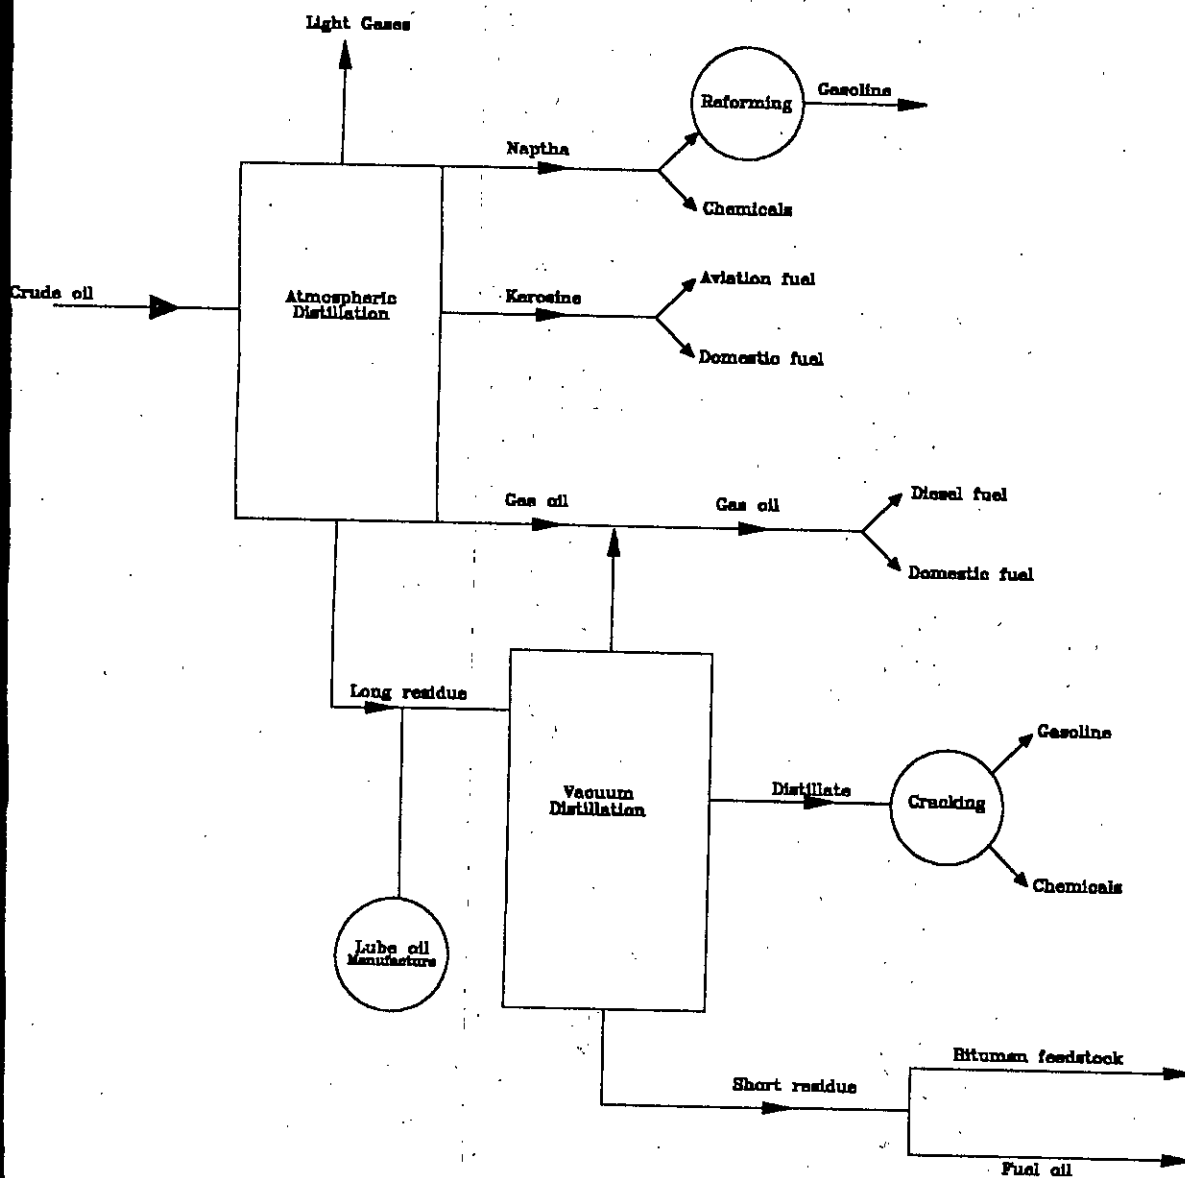 Light Gases
Reforming
Gasoline
Naptha
Chemicals
Crude oil
Atmospheric
Distillation
Kerosine
Aviation fuel
Domestic fuel
Gas oil
Gas oil
Diesel fuel
Domestic fuel
Long residue
Vacuum
Distillation
Distillate
Cracking
Gasoline
Chemicals
Lube oil
Manufacture
Short residue
Bitumen feedstock
Fuel oil